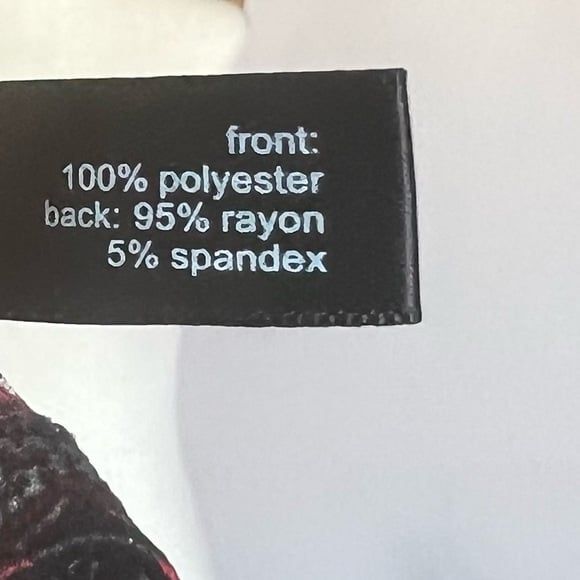 front:
100% polyester
back: 95% rayon
5% spandex